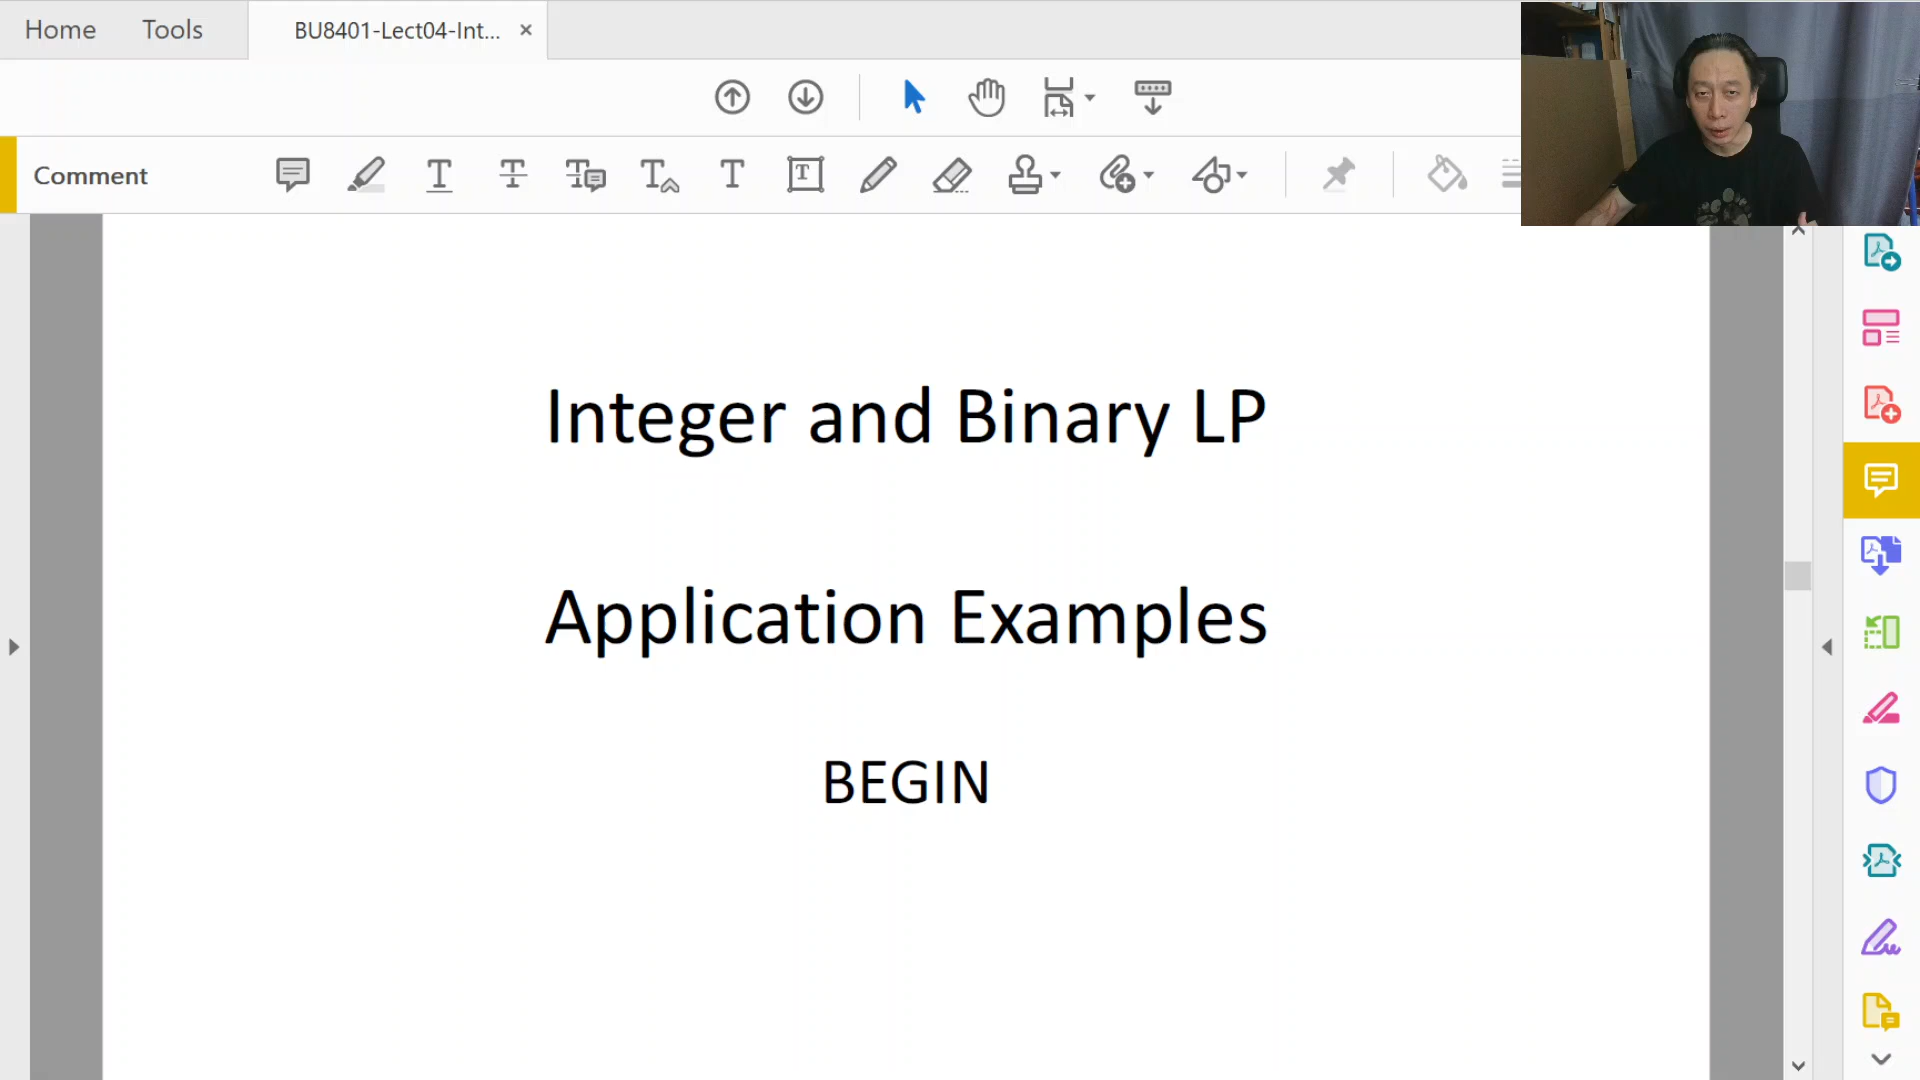 Home Tools BU8401-Lect04-Int... ×
Comment
Integer and Binary LP
Application Examples
BEGIN